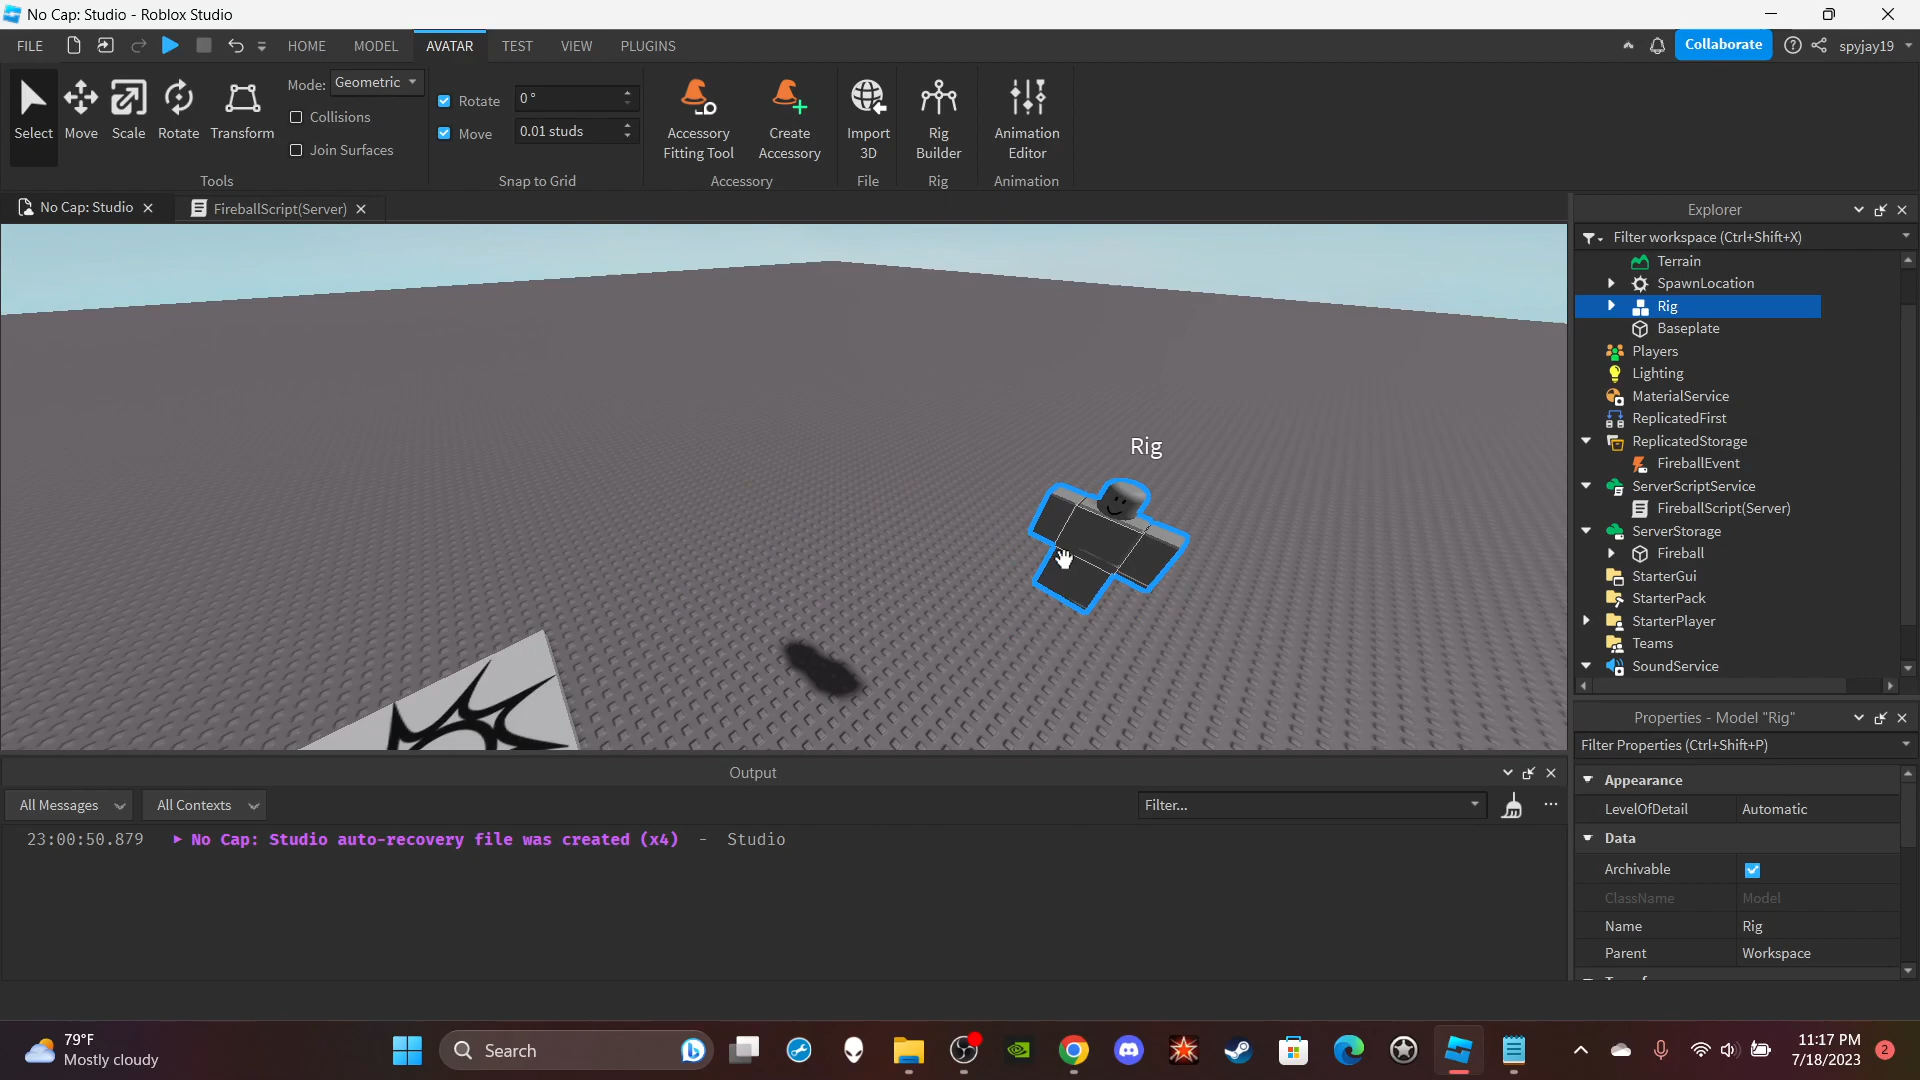 No Cap: Studio - Roblox Studio
FILE HOME MODEL AVATAR TEST VIEW PLUGINS Collaborate spyjay19
Select Move Scale Rotate Transform
Mode: Geometric
Collisions
Join Surfaces
Tools
Rotate 0 °
Move 0.01 studs
Snap to Grid
Accessory Fitting Tool
Create Accessory
Accessory
Import 3D
File
Rig Builder
Rig
Animation Editor
Animation
No Cap: Studio FireballScript(Server)
Rig
Explorer
Filter workspace (Ctrl+Shift+X)
Terrain
SpawnLocation
Rig
Baseplate
Players
Lighting
MaterialService
ReplicatedFirst
ReplicatedStorage
FireballEvent
ServerScriptService
FireballScript(Server)
ServerStorage
Fireball
StarterGui
StarterPack
StarterPlayer
Teams
SoundService
Properties - Model "Rig"
Filter Properties (Ctrl+Shift+P)
Appearance
LevelOfDetail Automatic
Data
Archivable
ClassName Model
Name Rig
Parent Workspace
Output
All Messages All Contexts Filter...
23:00:50.879 No Cap: Studio auto-recovery file was created (x4) - Studio
79°F
Mostly cloudy
Search
11:17 PM
7/18/2023
2